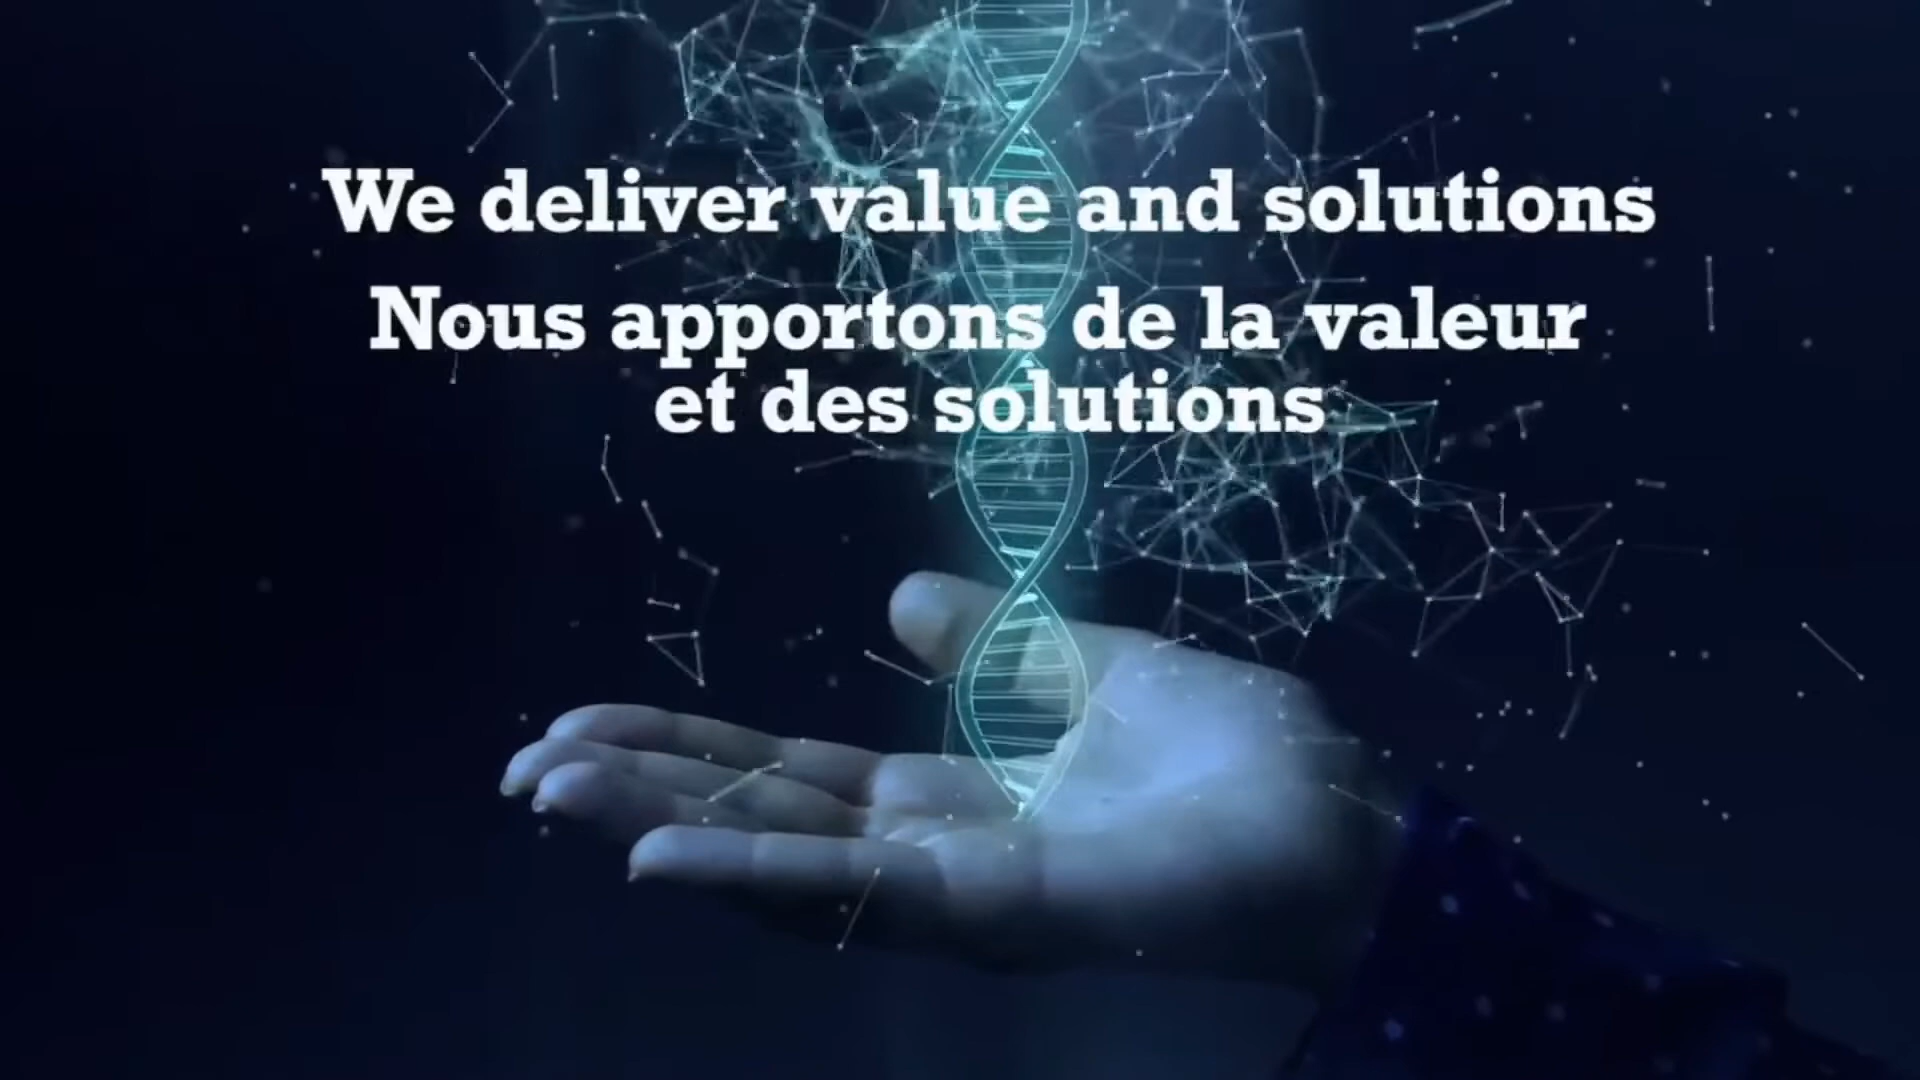 We deliver value and solutions
Nous apportons de la valeur
et des solutions